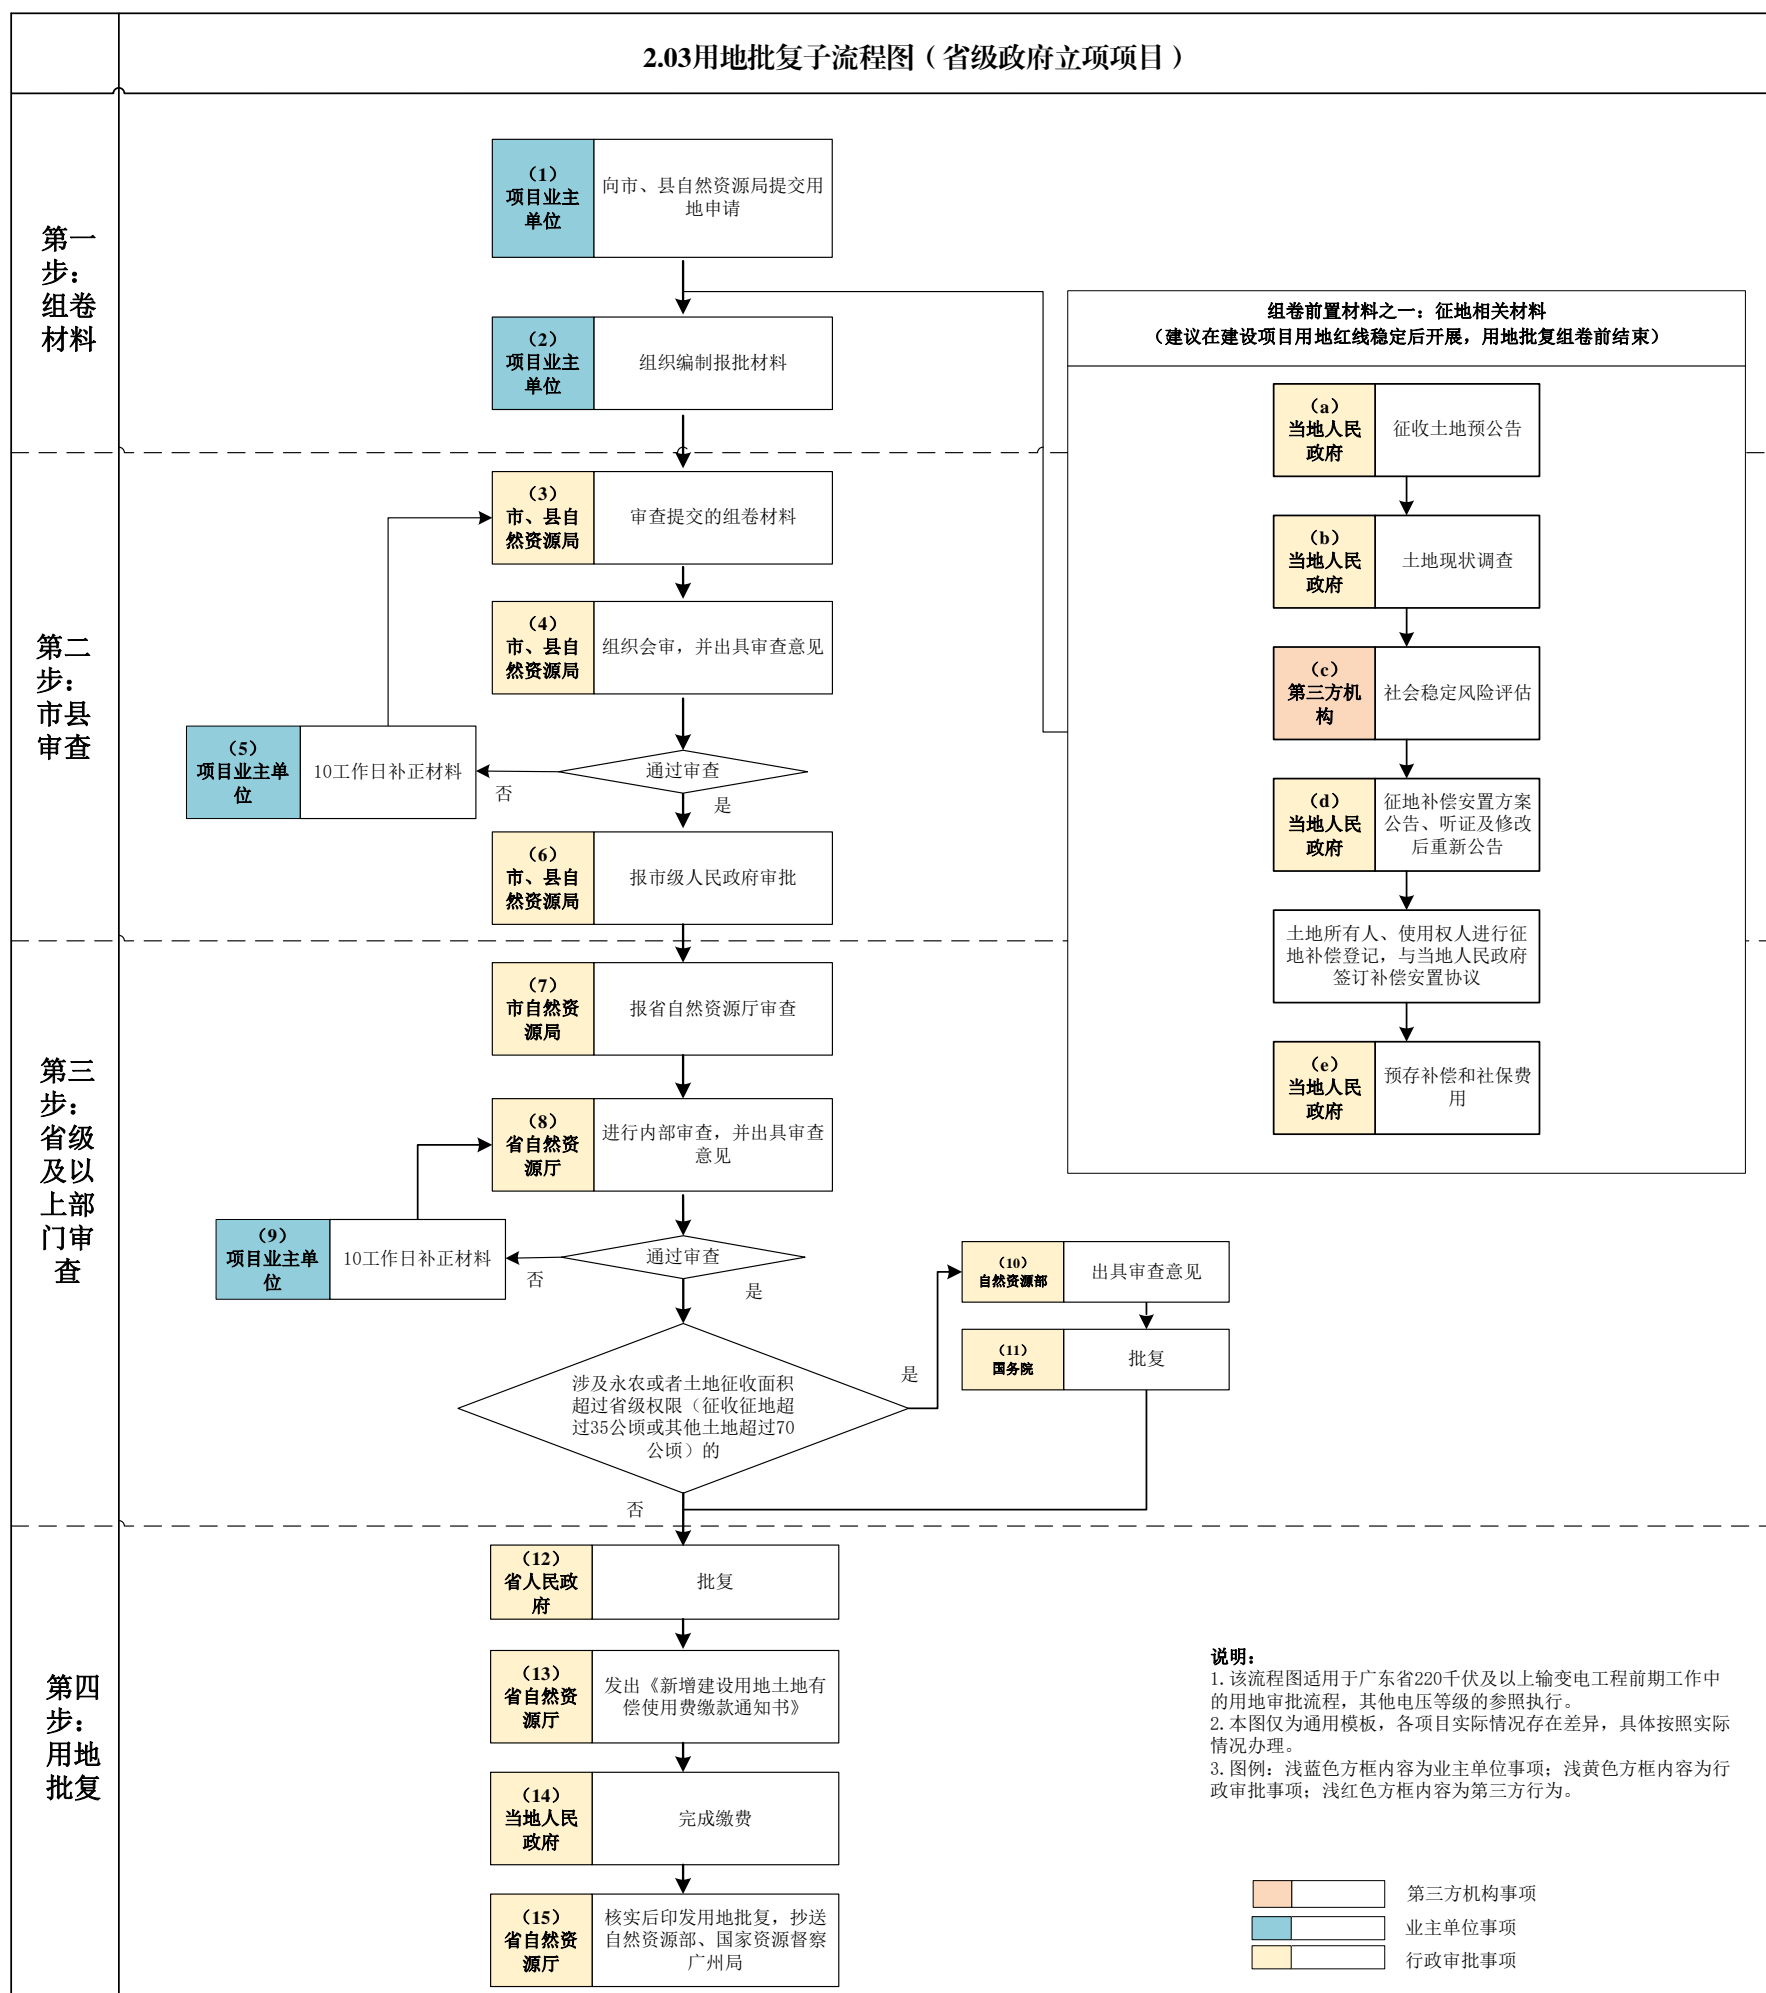 2.03用地批复子流程图（省级政府立项项目）
第一
步：
组卷
材料
（1）
项目业主
单位
向市、县自然资源局提交用
地申请
（2）
项目业主
单位
组织编制报批材料
组卷前置材料之一：征地相关材料
（建议在建设项目用地红线稳定后开展，用地批复组卷前结束）
（a）
当地人民
政府
征收土地预公告
（b）
当地人民
政府
土地现状调查
（c）
第三方机
构
社会稳定风险评估
（d）
当地人民
政府
征地补偿安置方案
公告、听证及修改
后重新公告
土地所有人、使用权人进行征
地补偿登记，与当地人民政府
签订补偿安置协议
（e）
当地人民
政府
预存补偿和社保费
用
第二
步：
市县
审查
（3）
市、县自
然资源局
审查提交的组卷材料
（4）
市、县自
然资源局
组织会审，并出具审查意见
（5）
项目业主单
位
10工作日补正材料
否
通过审查
是
（6）
市、县自
然资源局
报市级人民政府审批
第三
步：
省级
及以
上部
门审
查
（7）
市自然资
源局
报省自然资源厅审查
（8）
省自然资
源厅
进行内部审查，并出具审查
意见
（9）
项目业主单
位
10工作日补正材料
否
通过审查
是
涉及永农或者土地征收面积
超过省级权限（征收征地超
过35公顷或其他土地超过70
公顷）的
是
（10）
自然资源部
出具审查意见
（11）
国务院
批复
否
第四
步：
用地
批复
（12）
省人民政
府
批复
（13）
省自然资
源厅
发出《新增建设用地土地有
偿使用费缴款通知书》
（14）
当地人民
政府
完成缴费
（15）
省自然资
源厅
核实后印发用地批复，抄送
自然资源部、国家资源督察
广州局
说明：
1.该流程图适用于广东省220千伏及以上输变电工程前期工作中
的用地审批流程，其他电压等级的参照执行。
2.本图仅为通用模板，各项目实际情况存在差异，具体按照实际
情况办理。
3.图例：浅蓝色方框内容为业主单位事项；浅黄色方框内容为行
政审批事项；浅红色方框内容为第三方行为。
第三方机构事项
业主单位事项
行政审批事项